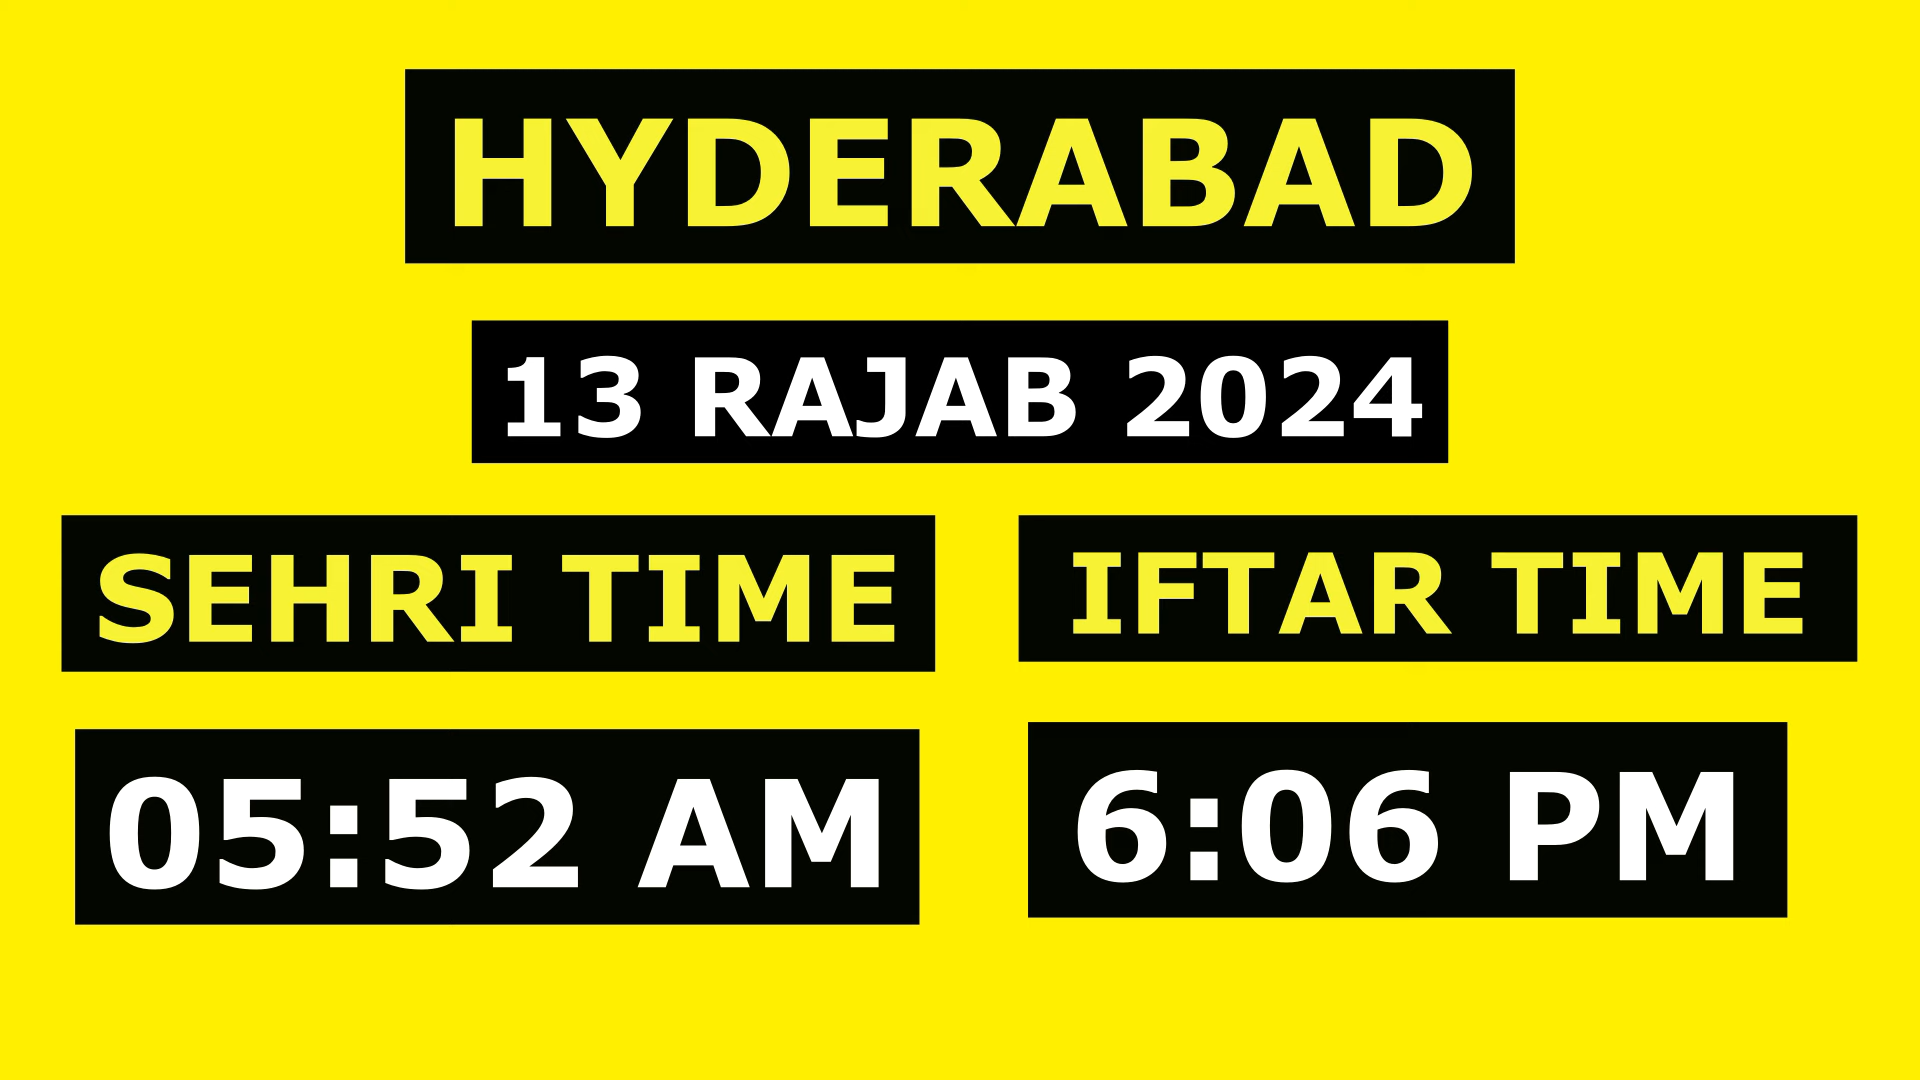 HYDERABAD
13 RAJAB 2024
SEHRI TIME
IFTAR TIME
05:52 AM
6:06 PM